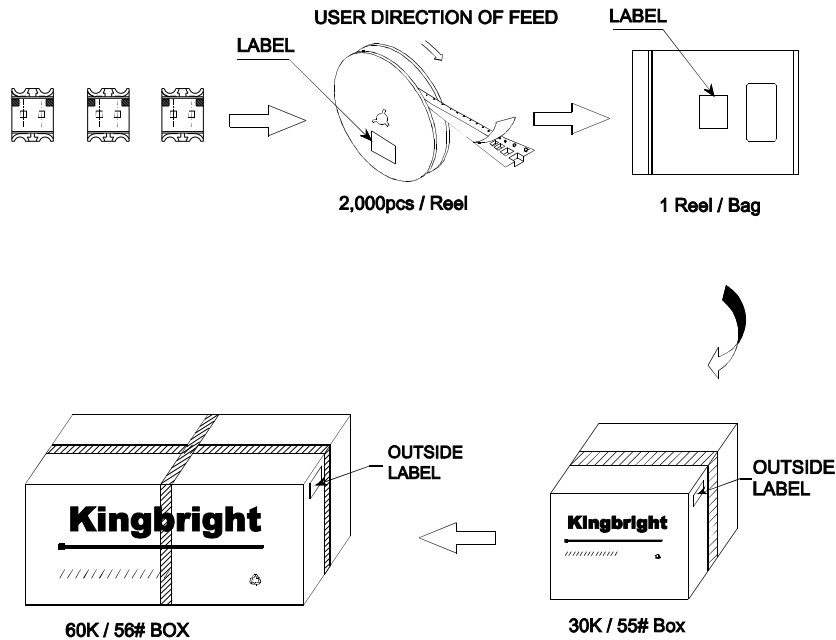 USER DIRECTION OF FEED
LABEL
LABEL
2,000pcs / Reel
1 Reel / Bag
OUTSIDE
LABEL
OUTSIDE
LABEL
Kingbright
Kingbright
60K / 56# BOX
30K / 55# Box